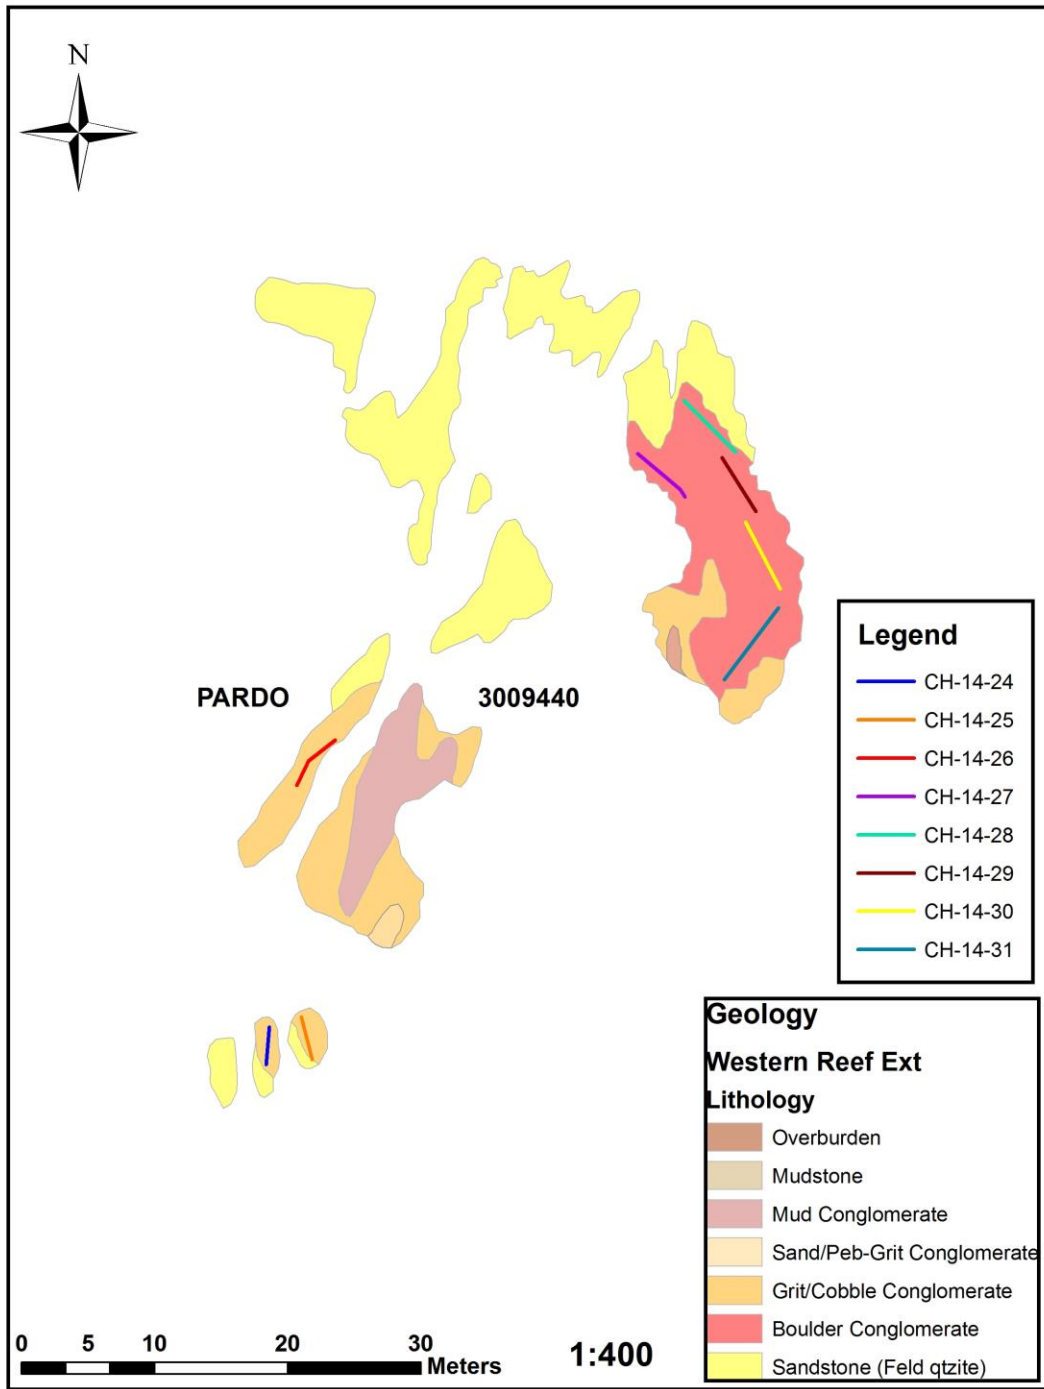 N
PARDO
3009440
Legend
CH-14-24
CH-14-25
CH-14-26
CH-14-27
CH-14-28
CH-14-29
CH-14-30
CH-14-31
Geology
Western Reef Ext
Lithology
Overburden
Mudstone
Mud Conglomerate
Sand/Peb-Grit Conglomerate
Grit/Cobble Conglomerate
Boulder Conglomerate
Sandstone (Feld qtzite)
0 5 10 20 30
Meters
1:400